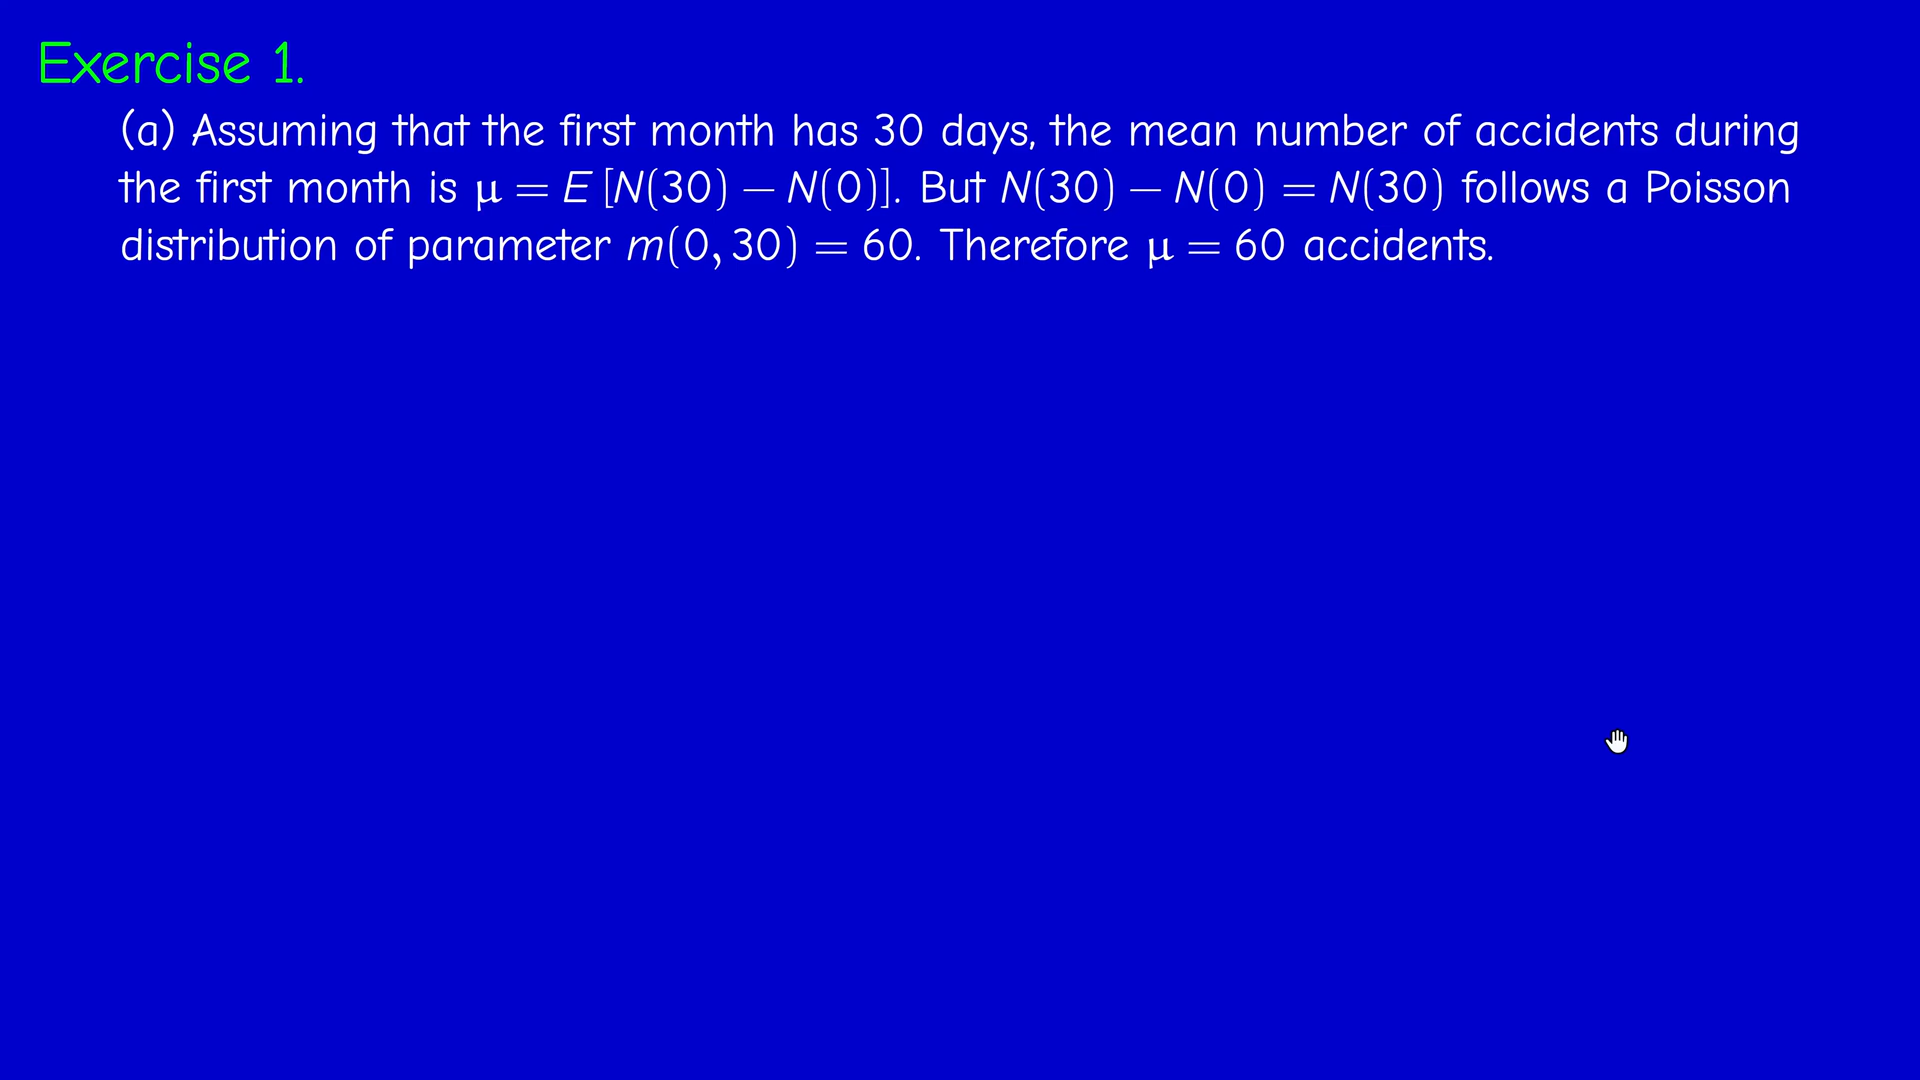 Exercise 1.
(a) Assuming that the first month has 30 days, the mean number of accidents during
the first month is μ = E [N(30) − N(0)]. But N(30) − N(0) = N(30) follows a Poisson
distribution of parameter m(0, 30) = 60. Therefore μ = 60 accidents.